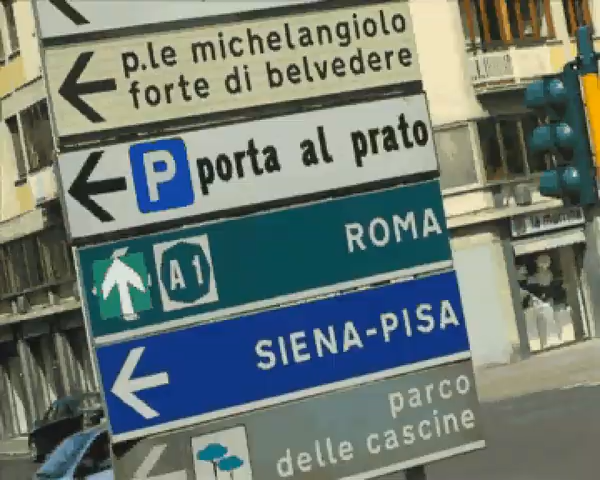 p.le michelangiolo
forte di belvedere
P porta al prato
A1 ROMA
SIENA-PISA
parco
delle cascine